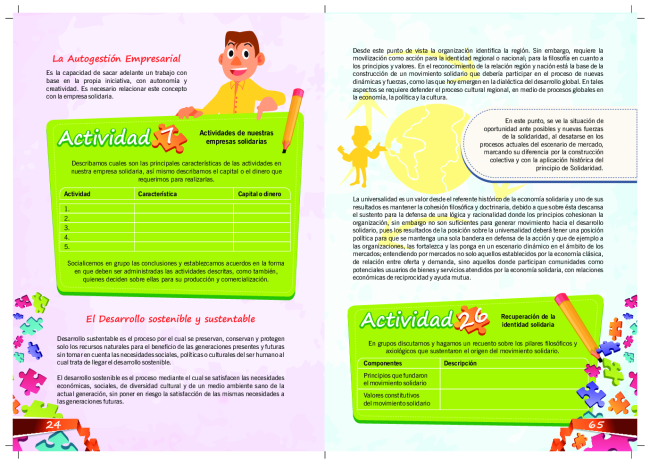 La Autogestión Empresarial
Es la capacidad de sacar adelante un trabajo con
base en la propia iniciativa, con autonomía y
creatividad. Es necesario relacionar este concepto
con la empresa solidaria.
Actividad 7
Actividades de nuestras
empresas solidarias
Describamos cuales son las principales características de las actividades en
nuestra empresa solidaria, así mismo describamos el capital o el dinero que
requerimos para realizarlas.
Actividad Característica Capital o dinero
1.
2.
3.
4.
5.
Socialicemos en grupo las conclusiones y establezcamos acuerdos en la forma
en que deben ser administradas las actividades descritas, como también,
quienes deciden sobre ellas para su producción y comercialización.
El Desarrollo sostenible y sustentable
Desarrollo sustentable es el proceso por el cual se preservan, conservan y protegen
solo los recursos naturales para el beneficio de las generaciones presentes y futuras
sin tomar en cuenta las necesidades sociales, políticas o culturales del ser humano al
cual trata de llegar el desarrollo sostenible.
El desarrollo sostenible es el proceso mediante el cual se satisfacen las necesidades
económicas, sociales, de diversidad cultural y de un medio ambiente sano de la
actual generación, sin poner en riesgo la satisfacción de las mismas necesidades a
las generaciones futuras.
24
Desde este punto de vista la organización identifica la región. Sin embargo, requiere la
movilización como acción para la identidad regional o nacional; para la filosofía en cuanto a
los principios y valores. En el reconocimiento de la relación región y nación está la base de la
construcción de un movimiento solidario que debería participar en el proceso de nuevas
dinámicas y fuerzas, como las que hoy emergen en la dialéctica del desarrollo global. En tales
aspectos se requiere defender el proceso cultural regional, en medio de procesos globales en
la economía, la política y la cultura.
En este punto, se ve la situación de
oportunidad ante posibles y nuevas fuerzas
de la solidaridad, al desatarse en los
procesos actuales del escenario de mercado,
marcando su diferencia por la construcción
colectiva y con la aplicación histórica del
principio de Solidaridad.
La universalidad es un valor desde el referente histórico de la economía solidaria y uno de sus
resultados es mantener la cohesión filosófica y doctrinaria, debido a que sobre ésta descansa
el sustento para la defensa de una lógica y racionalidad donde los principios cohesionan la
organización, sin embargo no son suficientes para generar movimiento hacia el desarrollo
solidario, pues los resultados de la posición sobre la universalidad deberá tener una posición
política para que se mantenga una sola bandera en defensa de la acción y que de ejemplo a
las organizaciones, las fortalezca y las ponga en un escenario dinámico en el ámbito de los
mercados; entendiendo por mercados no solo aquellos establecidos por la economía clásica,
de relación entre oferta y demanda, sino aquellos donde participan comunidades como
potenciales usuarios de bienes y servicios atendidos por la economía solidaria, con relaciones
económicas de reciprocidad y ayuda mutua.
Actividad 26
Recuperación de la
identidad solidaria
En grupos discutamos y hagamos un recuento sobre los pilares filosóficos y
axiológicos que sustentaron el origen del movimiento solidario.
Componentes Descripción
Principios que fundaron
el movimiento solidario
Valores constitutivos
del movimiento solidario
65